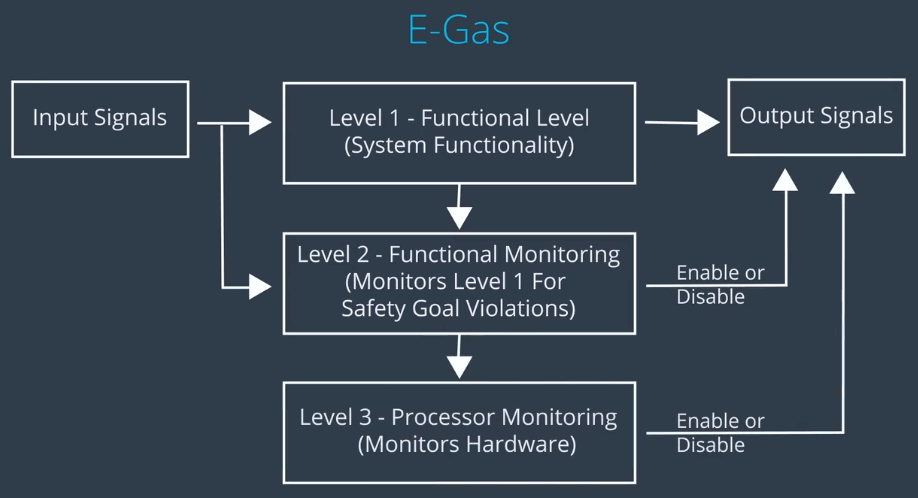 E-Gas
Input Signals
Level 1 - Functional Level
(System Functionality)
Output Signals
Level 2 - Functional Monitoring
(Monitors Level 1 For
Safety Goal Violations)
Enable or
Disable
Level 3 - Processor Monitoring
(Monitors Hardware)
Enable or
Disable